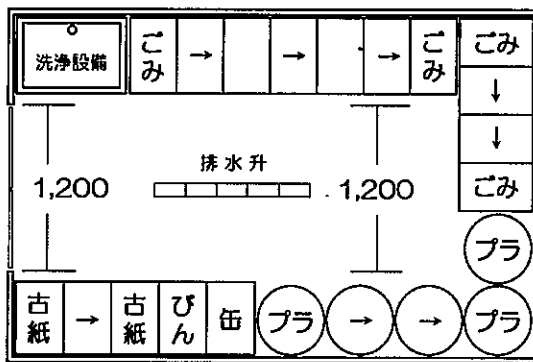 洗浄設備
ごみ → → → ごみ
ごみ
↓
↓
ごみ
排水升
1,200
1,200
プラ
古紙 → 古紙 びん 缶 プラ → → プラ